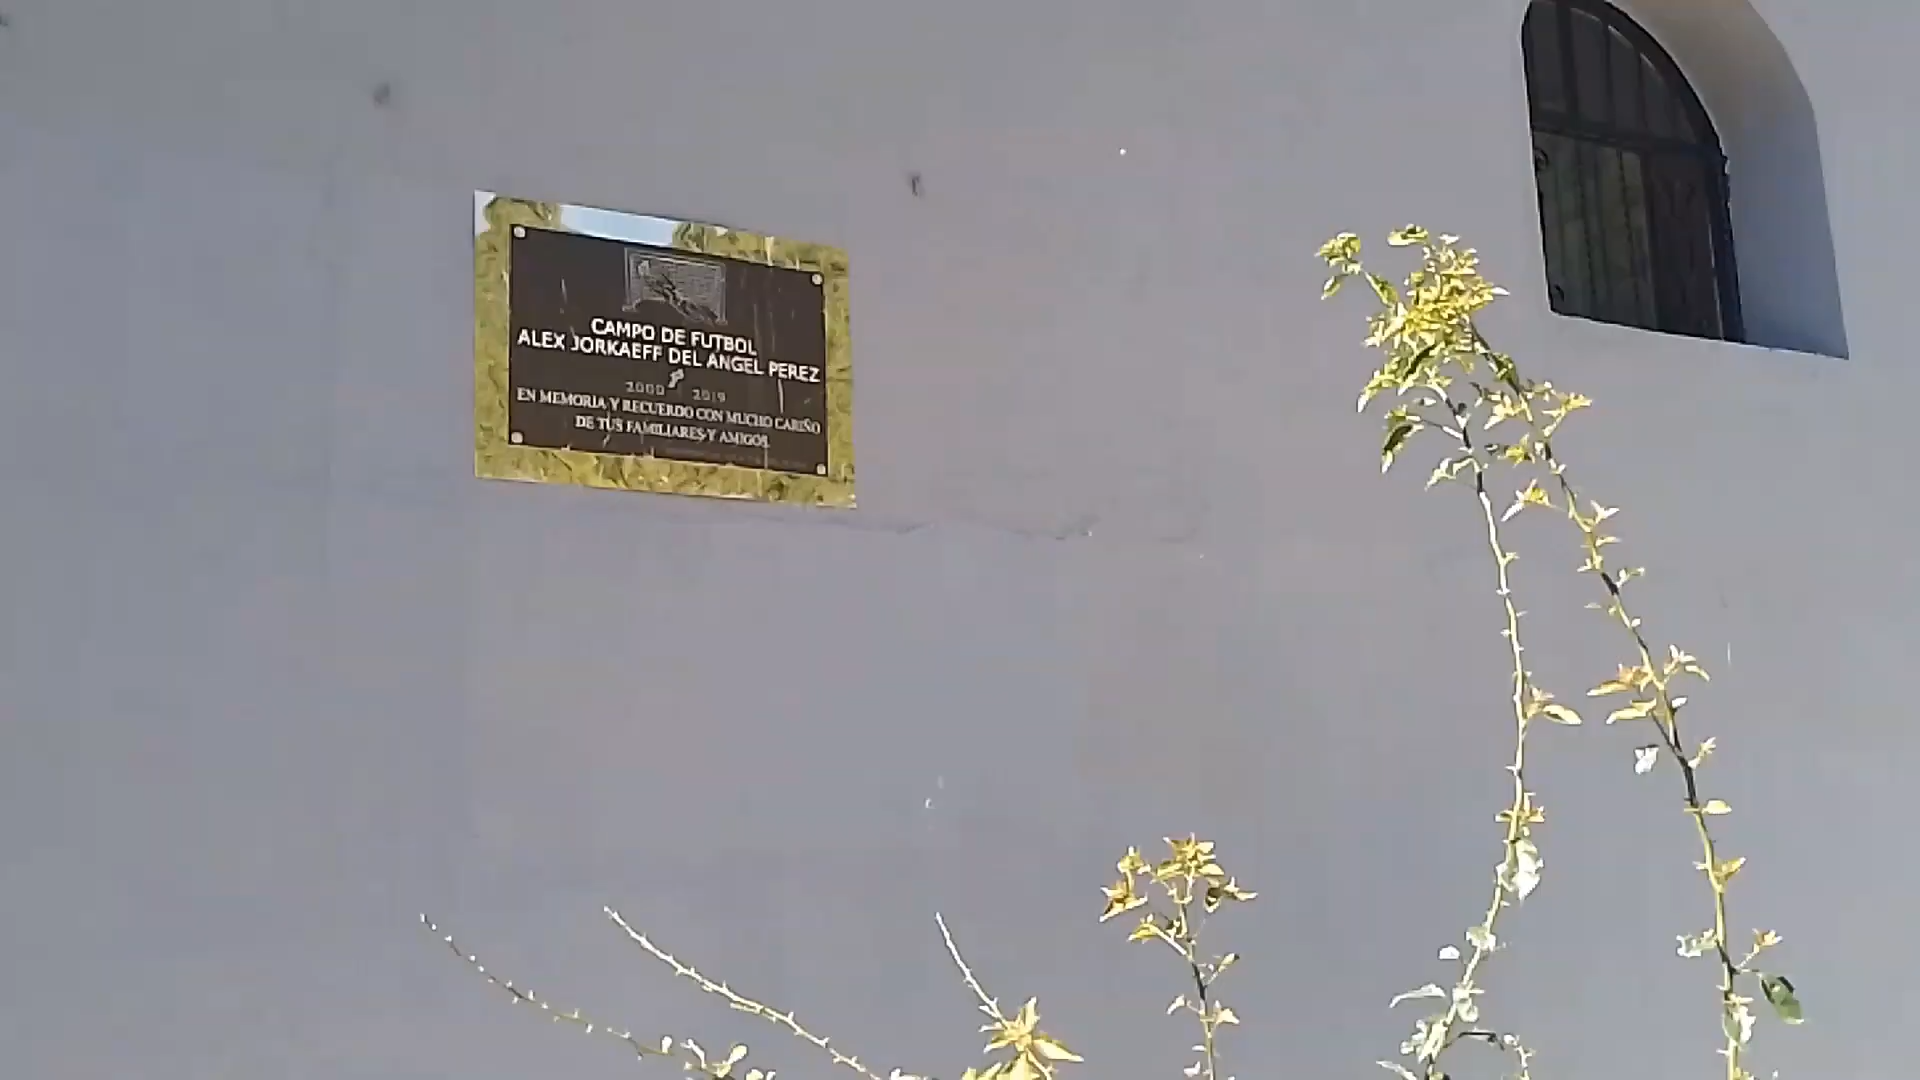 CAMPO DE FUTBOL
ALEX JORKAEFF DEL ANGEL PEREZ
2000 2019
EN MEMORIA Y RECUERDO CON MUCHO CARIÑO
DE TUS FAMILIARES Y AMIGOS